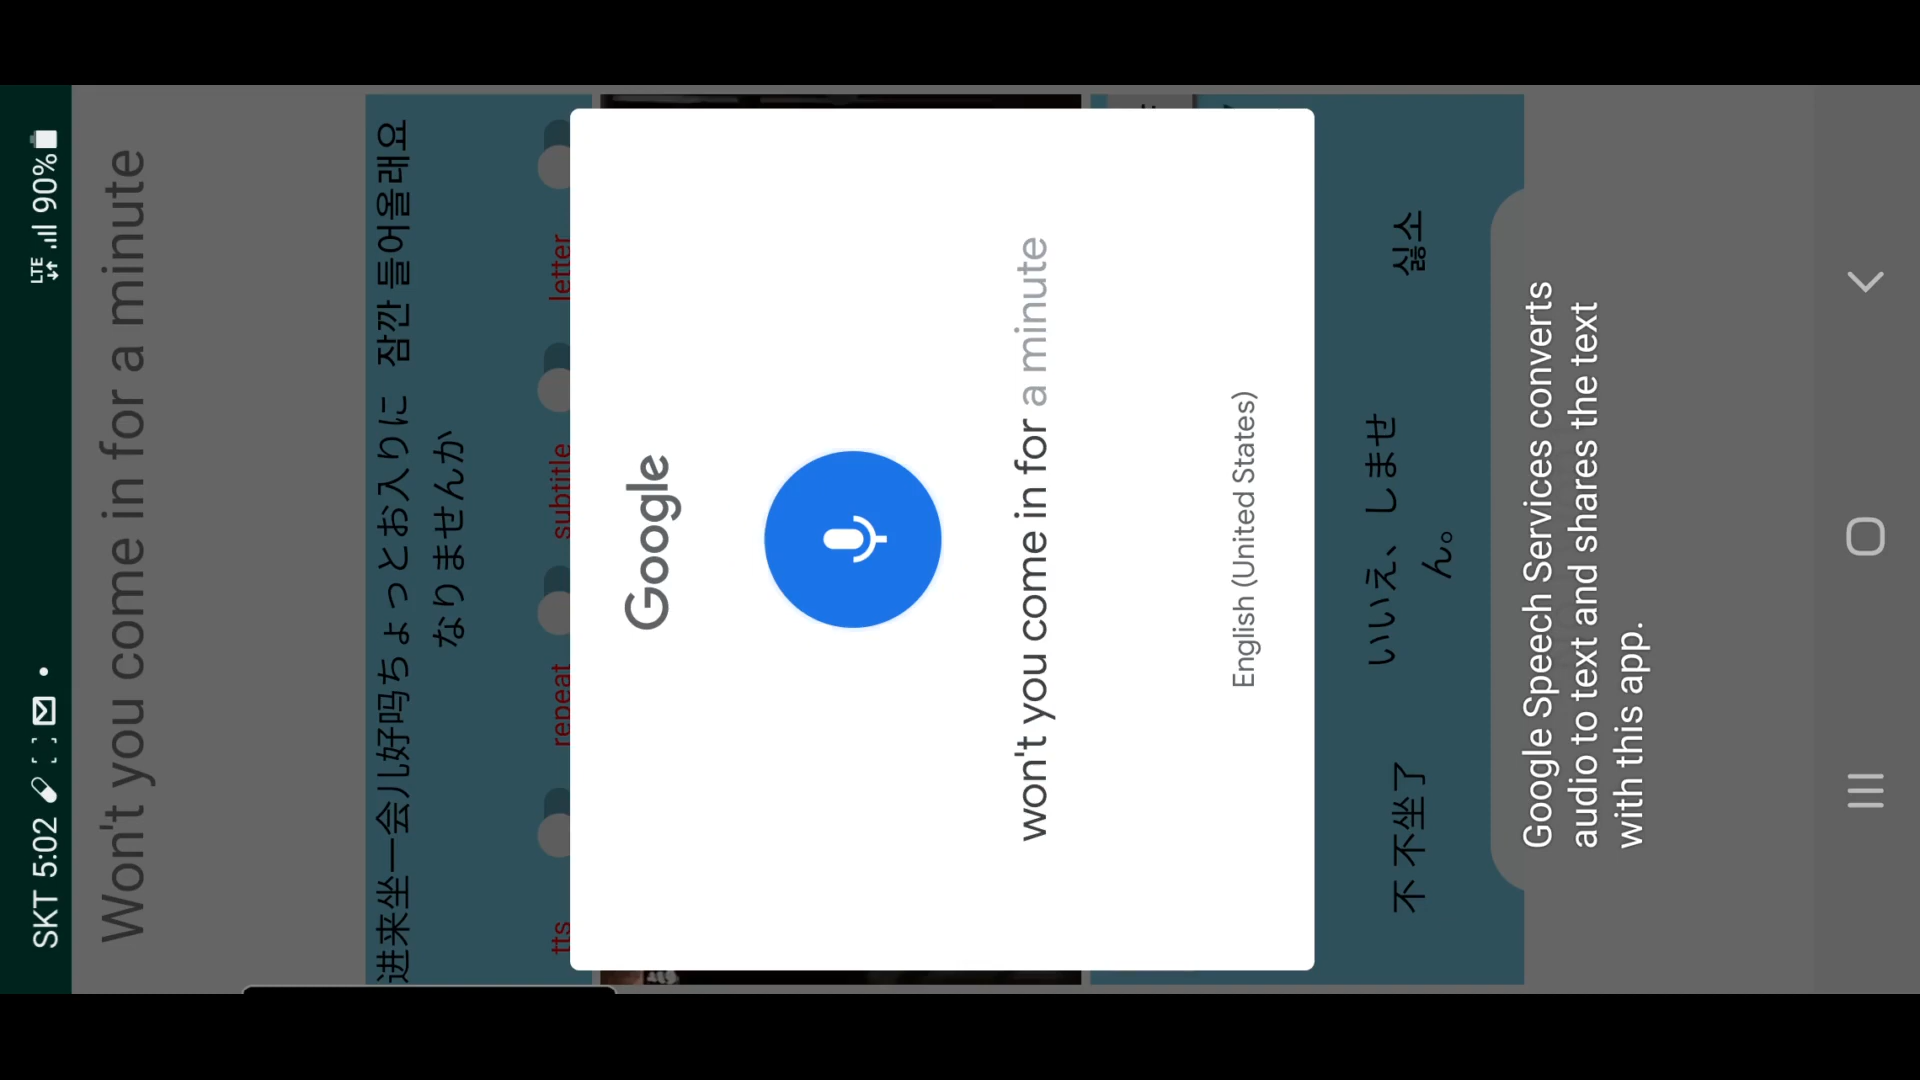 SKT 5:02
LTE
90%
Won't you come in for a minute
进来坐一会儿好吗ちょっとお入りに 잠깐 들어올래요
なりませんか
tts
repeat
subtitle
letter
Google
won't you come in for a minute
English (United States)
不 不坐了
いいえ、しませ
ん。
싫소
Google Speech Services converts
audio to text and shares the text
with this app.